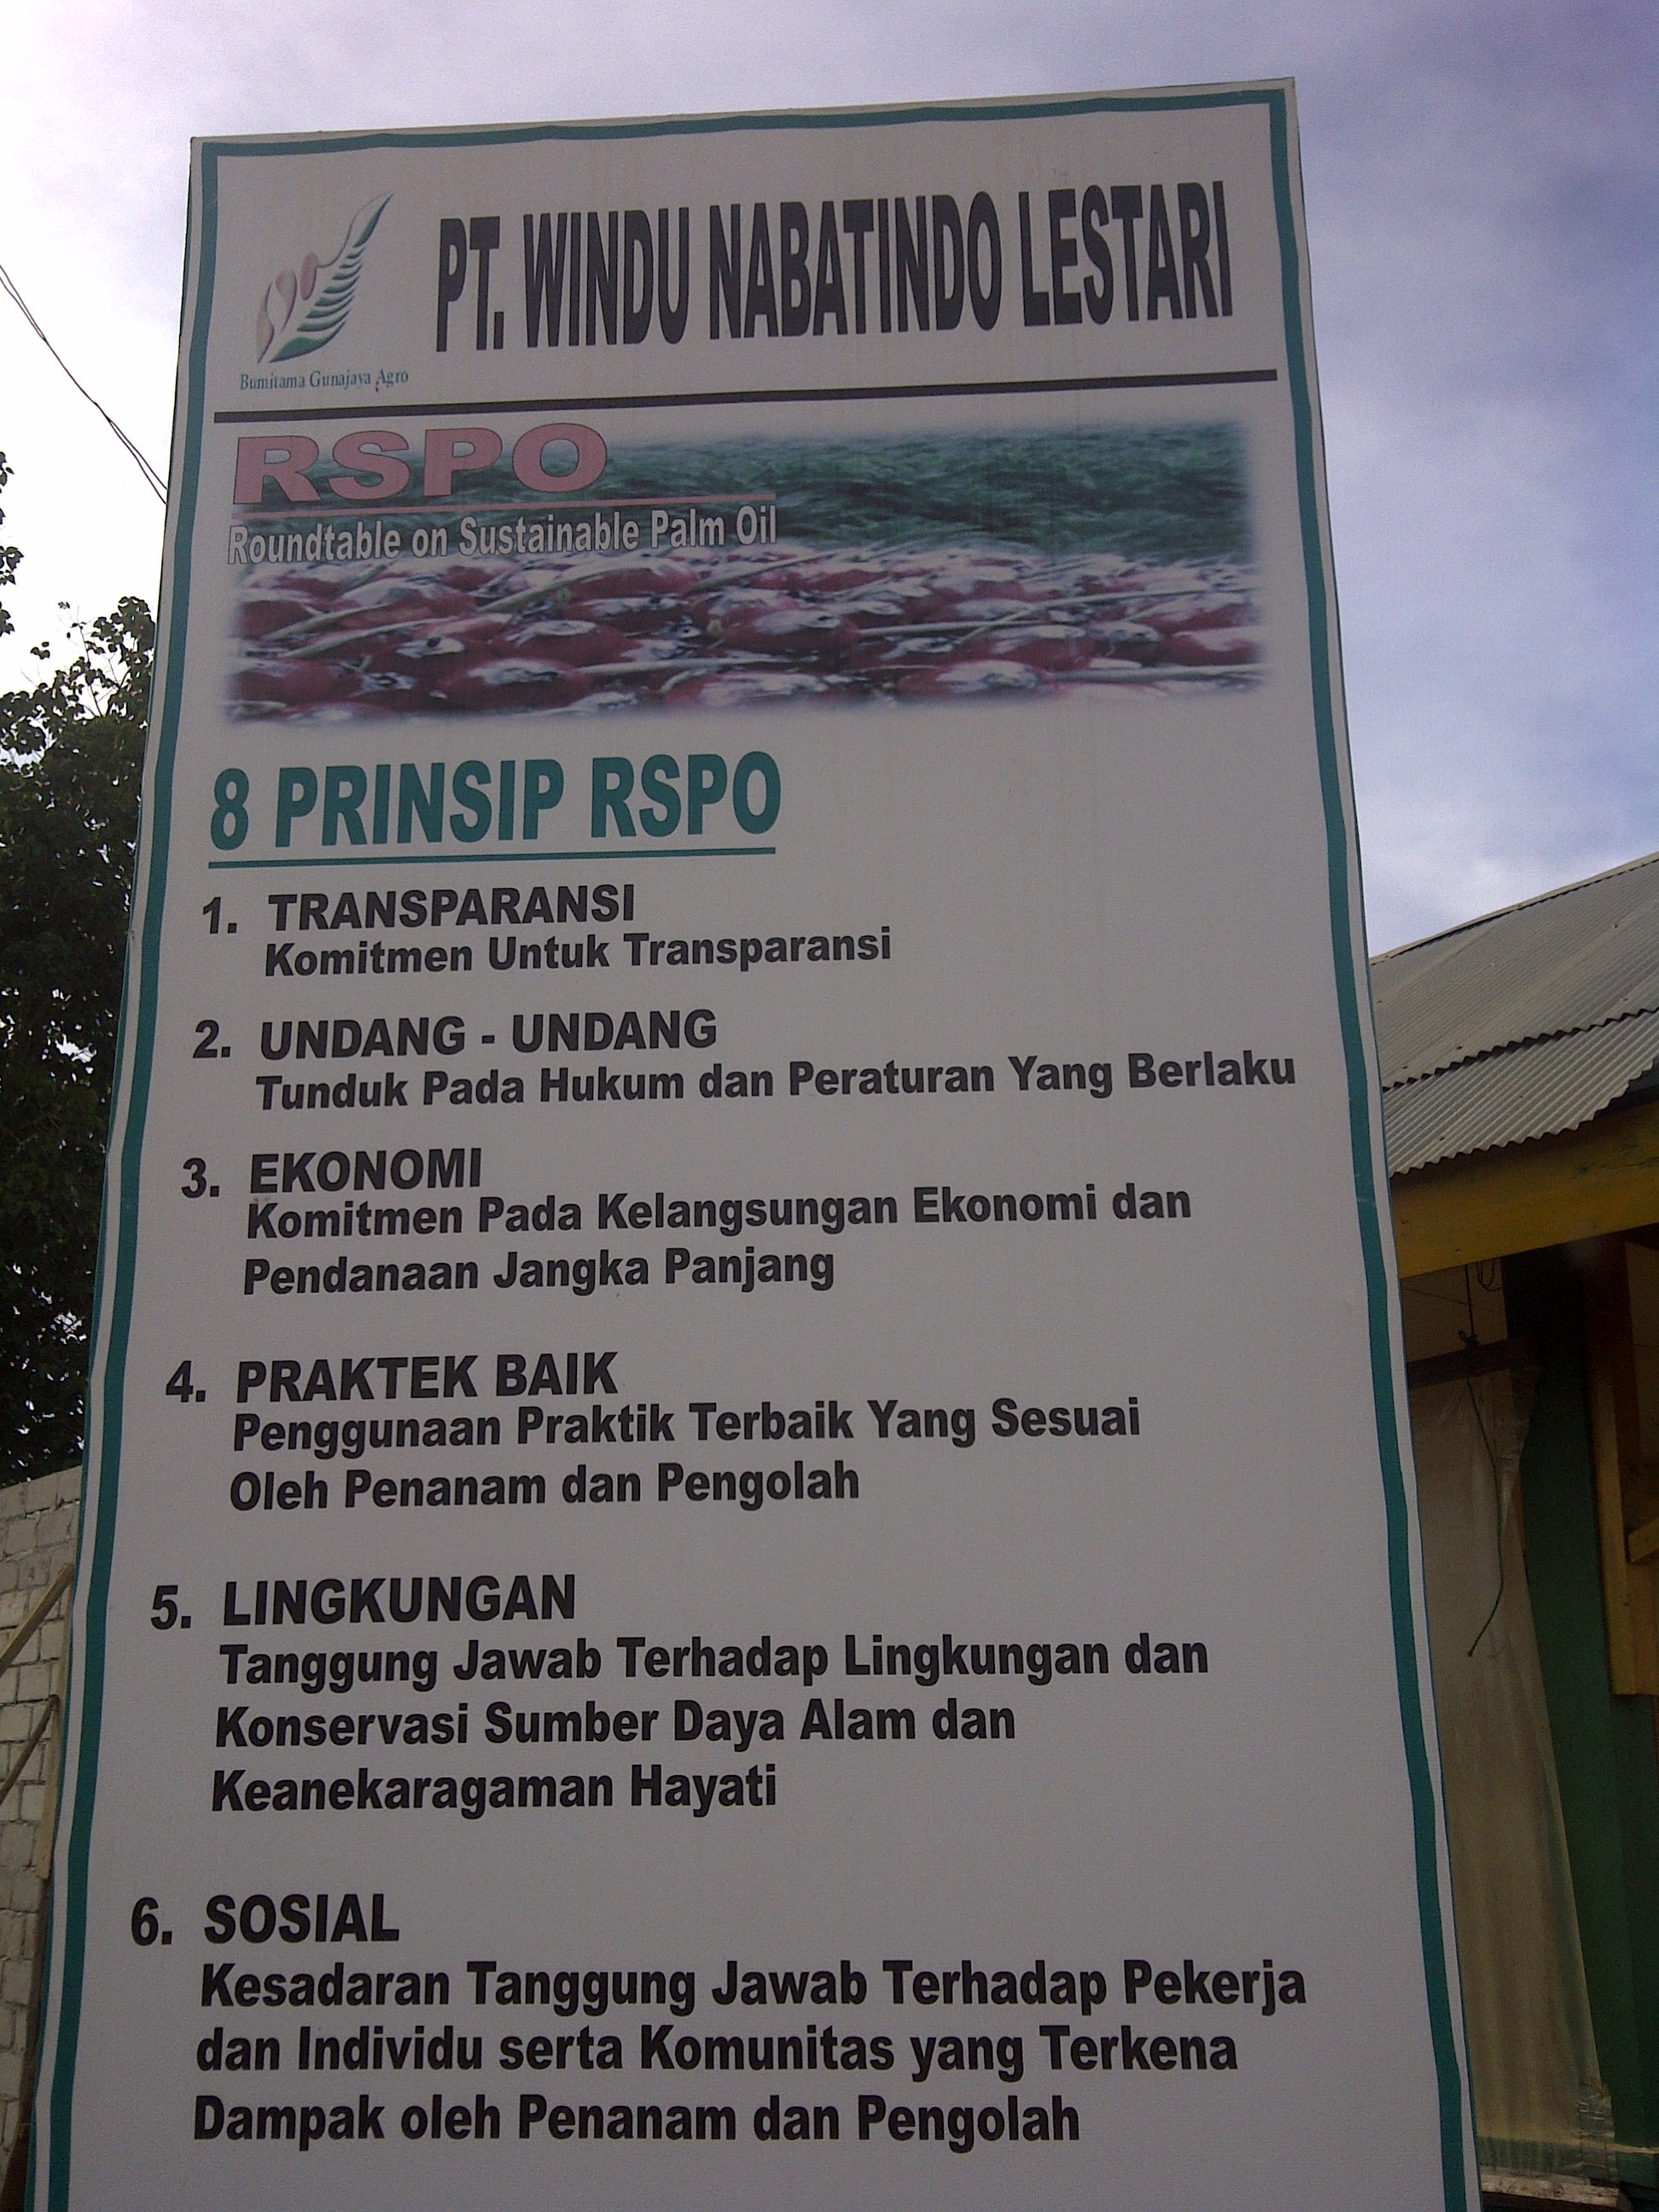 PT. WINDU NABATINDO LESTARI
Bumitama Gunajaya Agro
RSPO
Roundtable on Sustainable Palm Oil
8 PRINSIP RSPO
1. TRANSPARANSI
Komitmen Untuk Transparansi
2. UNDANG - UNDANG
Tunduk Pada Hukum dan Peraturan Yang Berlaku
3. EKONOMI
Komitmen Pada Kelangsungan Ekonomi dan
Pendanaan Jangka Panjang
4. PRAKTEK BAIK
Penggunaan Praktik Terbaik Yang Sesuai
Oleh Penanam dan Pengolah
5. LINGKUNGAN
Tanggung Jawab Terhadap Lingkungan dan
Konservasi Sumber Daya Alam dan
Keanekaragaman Hayati
6. SOSIAL
Kesadaran Tanggung Jawab Terhadap Pekerja
dan Individu serta Komunitas yang Terkena
Dampak oleh Penanam dan Pengolah